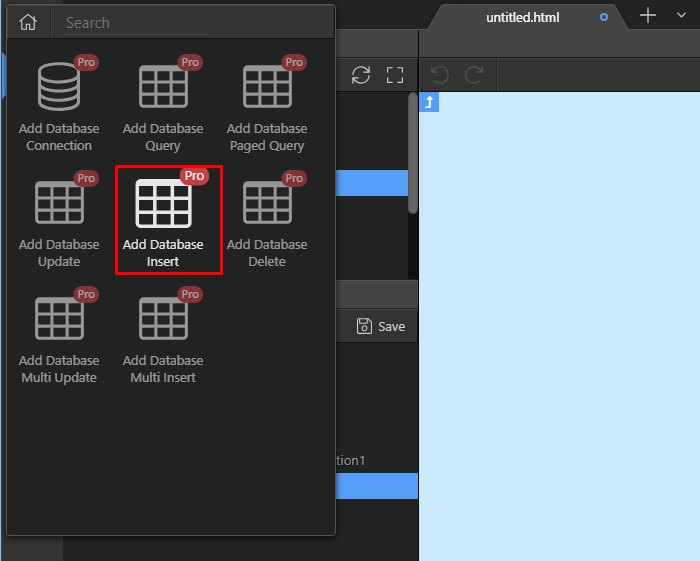 Search
untitled.html
Pro
Pro
Pro
Add Database
Connection
Add Database
Query
Add Database
Paged Query
Pro
Pro
Pro
Add Database
Update
Add Database
Insert
Add Database
Delete
Pro
Pro
Add Database
Multi Update
Add Database
Multi Insert
Save
tion1